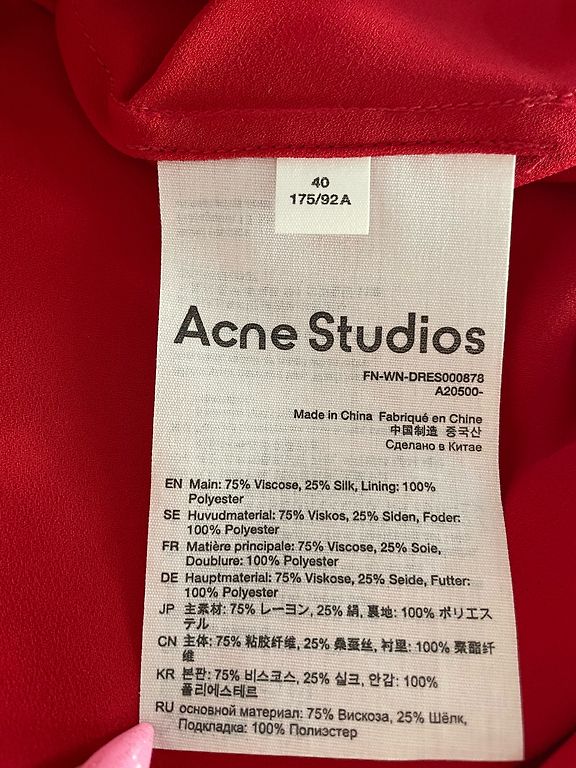 40
175/92A
Acne Studios
FN-WN-DRES000878
A20500-
Made in China Fabriqué en Chine
中国制造 중국산
Сделано в Китае
EN Main: 75% Viscose, 25% Silk, Lining: 100%
Polyester
SE Huvudmaterial: 75% Viskos, 25% Siden, Foder:
100% Polyester
FR Matière principale: 75% Viscose, 25% Soie,
Doublure: 100% Polyester
DE Hauptmaterial: 75% Viskose, 25% Seide, Futter:
100% Polyester
JP 主素材: 75% レーヨン, 25% 絹, 裏地: 100% ポリエス
テル
CN 主体: 75% 粘胶纤维, 25% 桑蚕丝, 衬里: 100% 聚酯纤
维
KR 본판: 75% 비스코스, 25% 실크, 안감: 100%
폴리에스테르
RU основной материал: 75% Вискоза, 25% Шёлк,
Подкладка: 100% Полиэстер